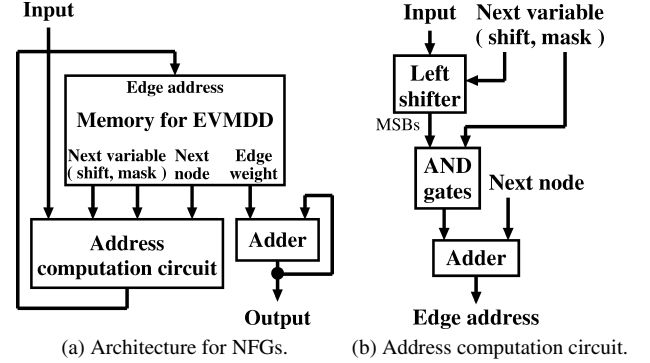 Input
Edge address
Memory for EVMDD
Next variable
( shift, mask )
Next
node
Edge
weight
Address
computation circuit
Adder
Output
(a) Architecture for NFGs.
Input
Next variable
( shift, mask )
Left
shifter
MSBs
AND
gates
Next node
Adder
Edge address
(b) Address computation circuit.